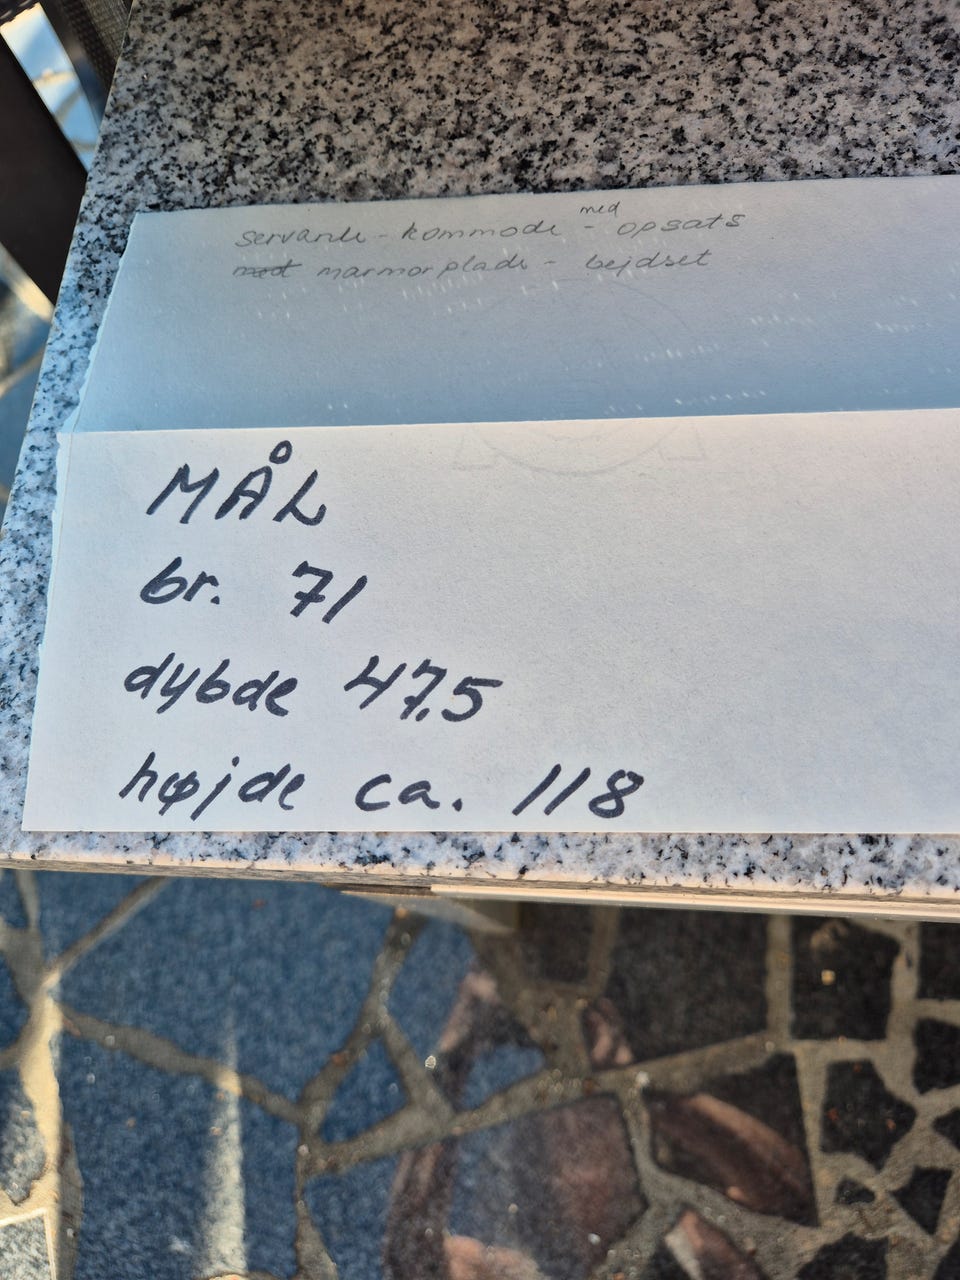 servante - kommode - med opsats
med marmorplade - bejdset
MÅL
br. 71
dybde 47,5
højde ca. 118